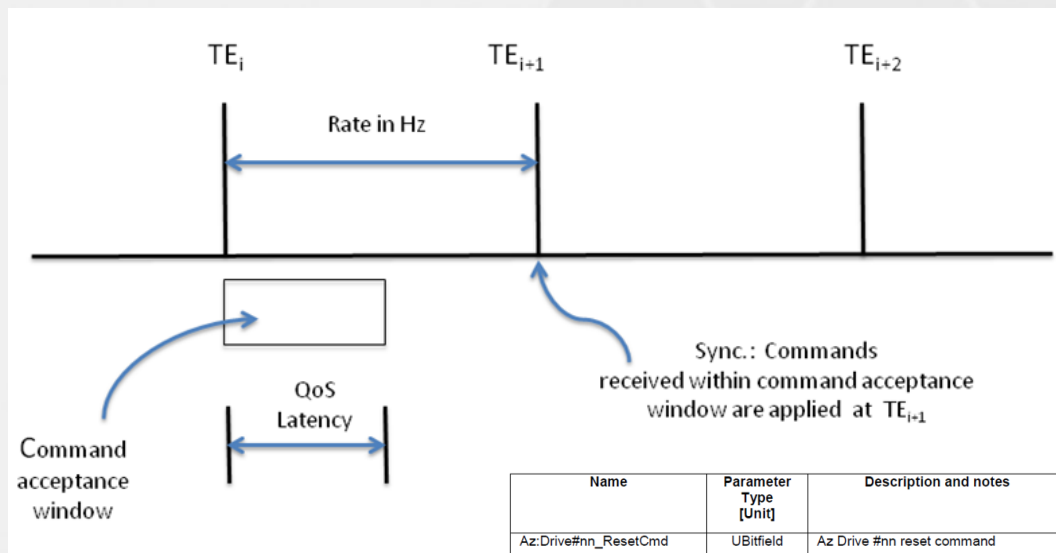 TEi
TEi+1
TEi+2
Rate in Hz
Sync.: Commands
received within command acceptance
window are applied at TEi+1
QoS
Latency
Command
acceptance
window
Name
Parameter
Type
[Unit]
Description and notes
Az:Drive#nn_ResetCmd
UBitfield
Az Drive #nn reset command